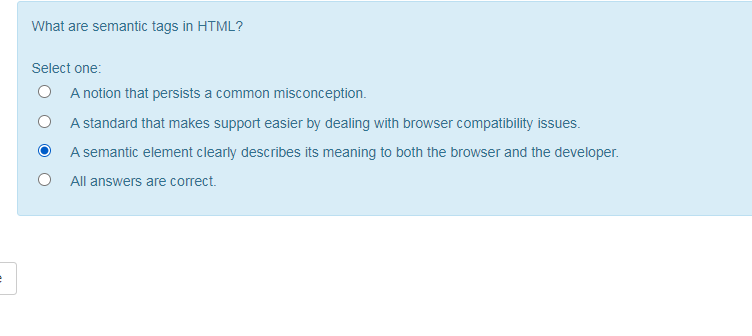 What are semantic tags in HTML?
Select one:
A notion that persists a common misconception.
A standard that makes support easier by dealing with browser compatibility issues.
A semantic element clearly describes its meaning to both the browser and the developer.
All answers are correct.